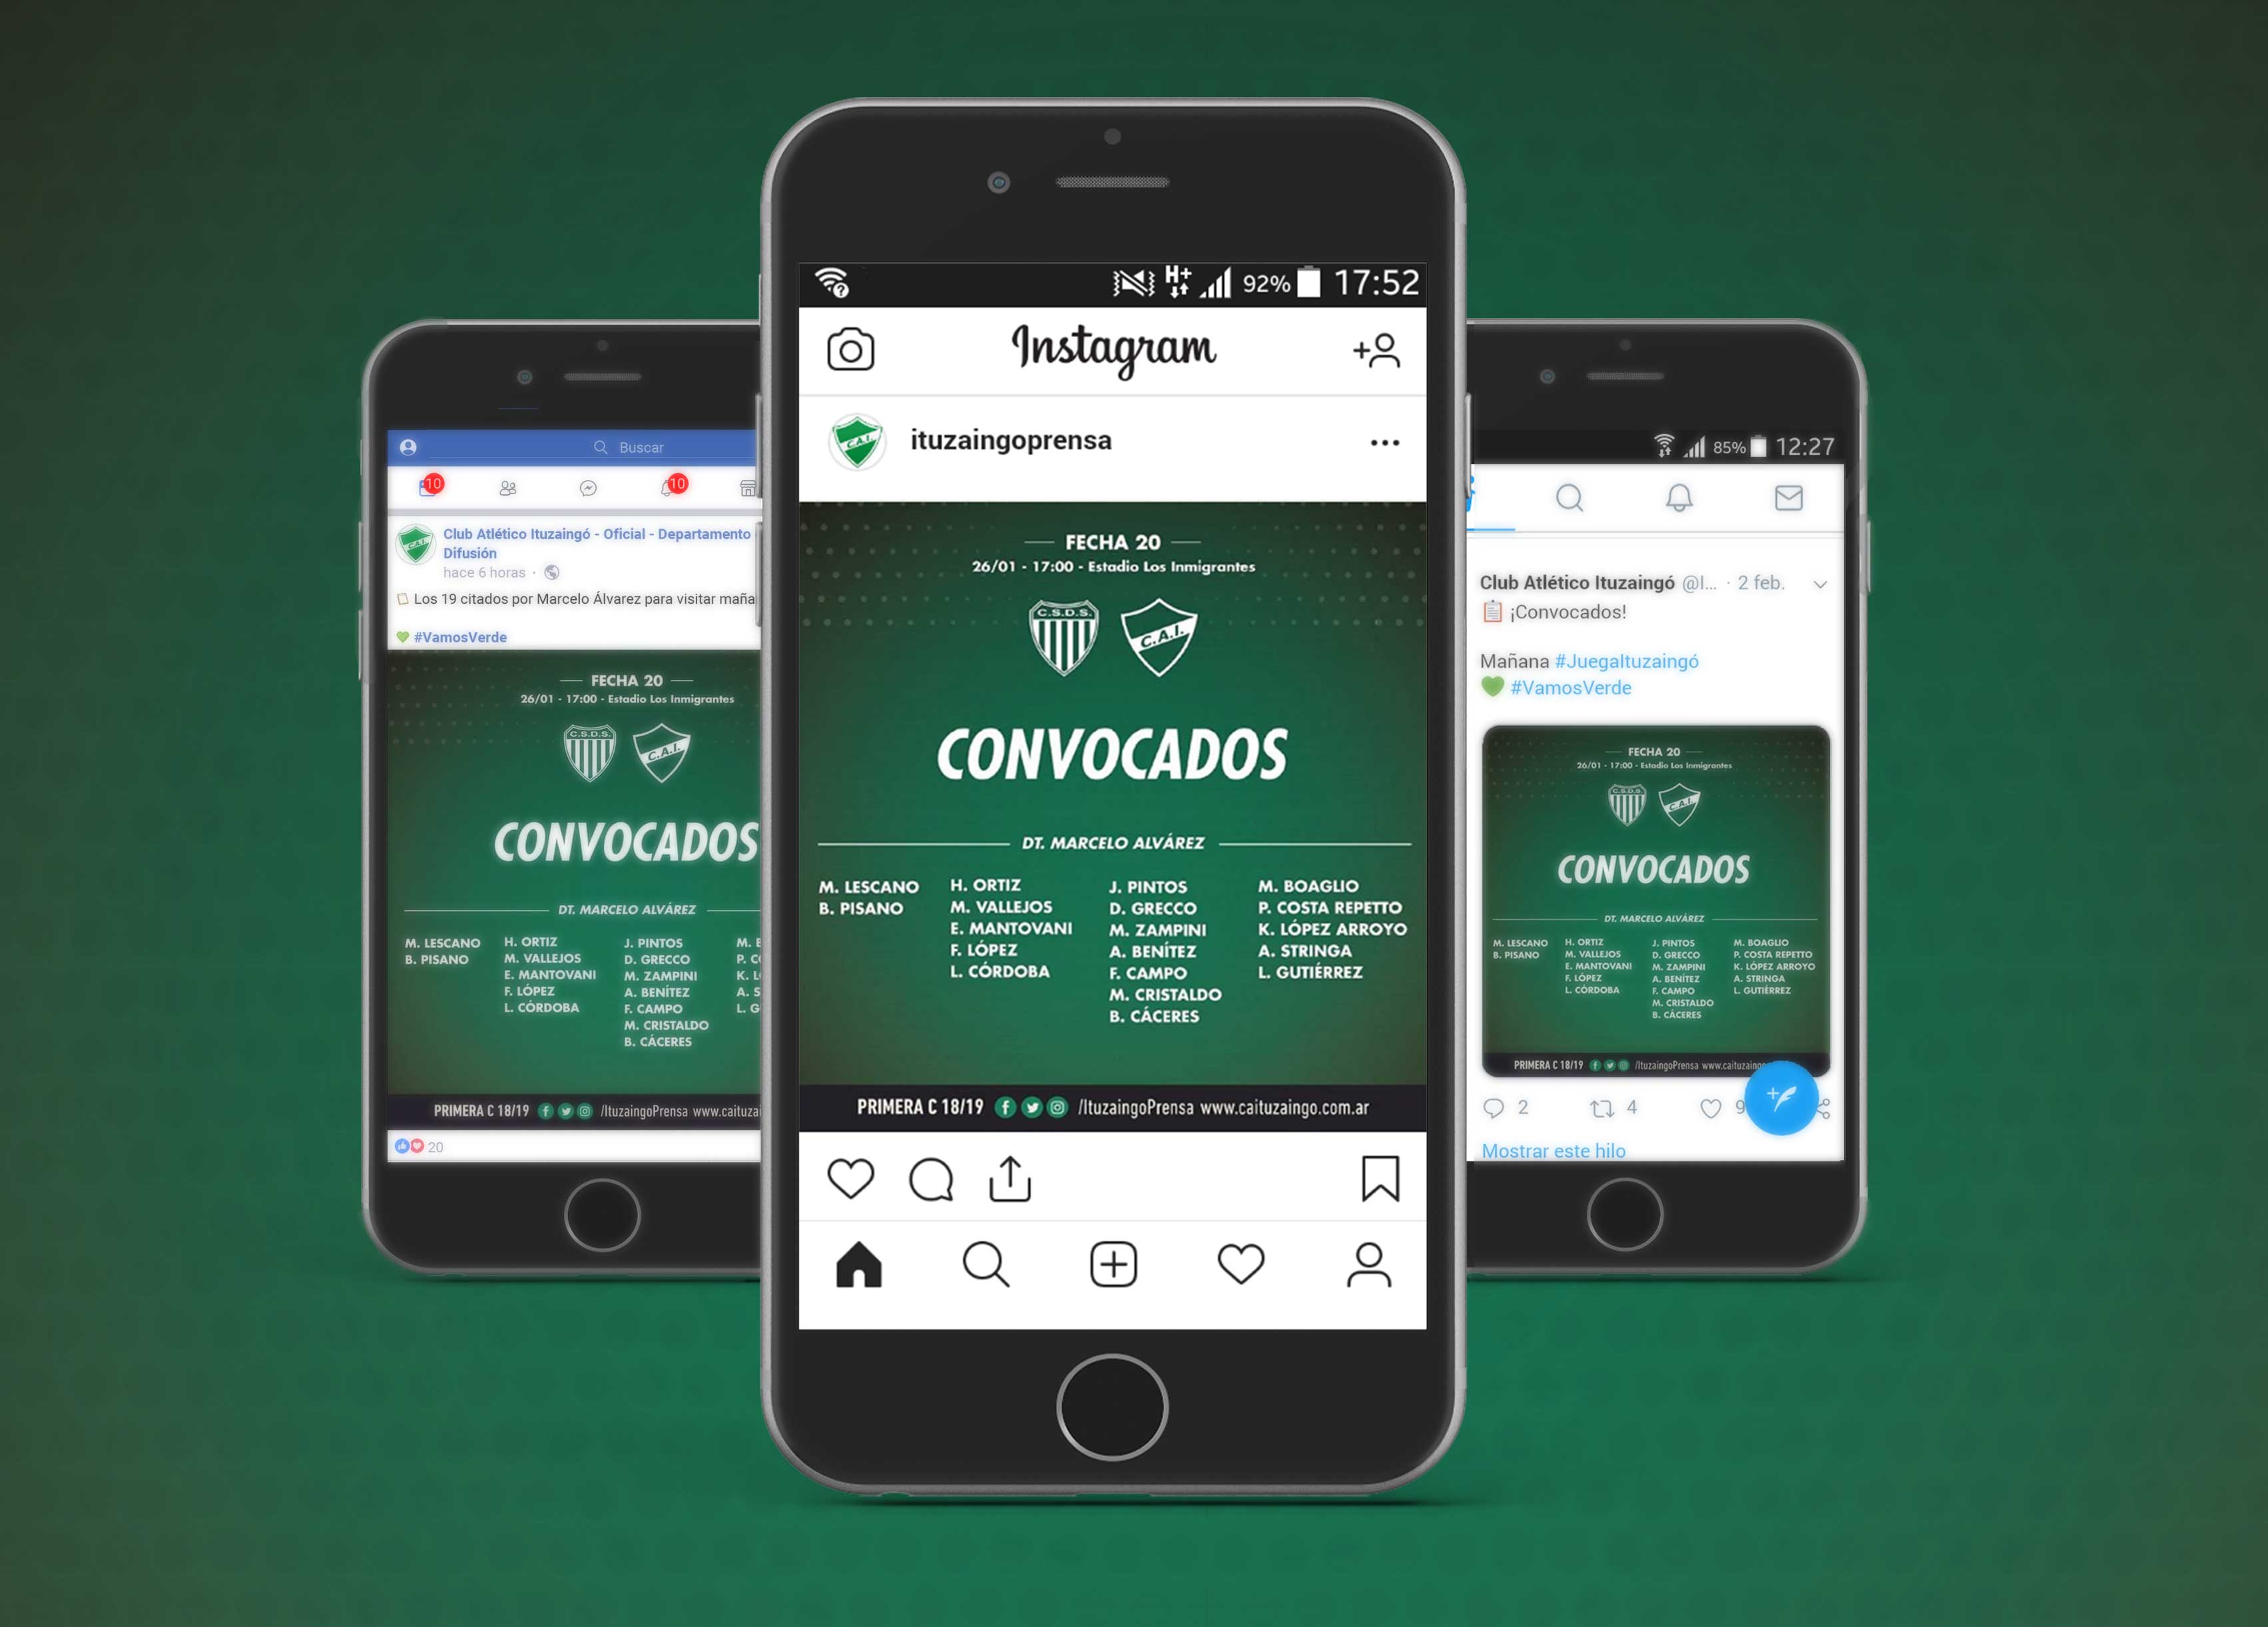 Buscar
10
10
Club Atlético Ituzaingó - Oficial - Departamento
Difusión
hace 6 horas ·
Los 19 citados por Marcelo Álvarez para visitar maña
#VamosVerde
FECHA 20
26/01 - 17:00 - Estadio Los Inmigrantes
C.S.D.S.
C.A.I.
CONVOCADOS
DT. MARCELO ALVÁREZ
M. LESCANO
B. PISANO
H. ORTIZ
M. VALLEJOS
E. MANTOVANI
F. LÓPEZ
L. CÓRDOBA
J. PINTOS
D. GRECCO
M. ZAMPINI
A. BENÍTEZ
F. CAMPO
M. CRISTALDO
B. CÁCERES
PRIMERA C 18/19 /ItuzaingoPrensa www.caituzai
20
H+ 92% 17:52
Instagram
C.A.I.
ituzaingoprensa
FECHA 20
26/01 - 17:00 - Estadio Los Inmigrantes
C.S.D.S.
C.A.I.
CONVOCADOS
DT. MARCELO ALVÁREZ
M. LESCANO
B. PISANO
H. ORTIZ
M. VALLEJOS
E. MANTOVANI
F. LÓPEZ
L. CÓRDOBA
J. PINTOS
D. GRECCO
M. ZAMPINI
A. BENÍTEZ
F. CAMPO
M. CRISTALDO
B. CÁCERES
M. BOAGLIO
P. COSTA REPETTO
K. LÓPEZ ARROYO
A. STRINGA
L. GUTIÉRREZ
PRIMERA C 18/19 /ItuzaingoPrensa www.caituzaingo.com.ar
85% 12:27
Club Atlético Ituzaingó @I... · 2 feb.
¡Convocados!
Mañana #JuegaItuzaingó
#VamosVerde
FECHA 20
26/01 - 17:00 - Estadio Los Inmigrantes
C.S.D.S.
C.A.I.
CONVOCADOS
DT. MARCELO ALVÁREZ
M. LESCANO
B. PISANO
H. ORTIZ
M. VALLEJOS
E. MANTOVANI
F. LÓPEZ
L. CÓRDOBA
J. PINTOS
D. GRECCO
M. ZAMPINI
A. BENÍTEZ
F. CAMPO
M. CRISTALDO
B. CÁCERES
M. BOAGLIO
P. COSTA REPETTO
K. LÓPEZ ARROYO
A. STRINGA
L. GUTIÉRREZ
PRIMERA C 18/19 /ItuzaingoPrensa www.caituzaingo
2 4 9
Mostrar este hilo